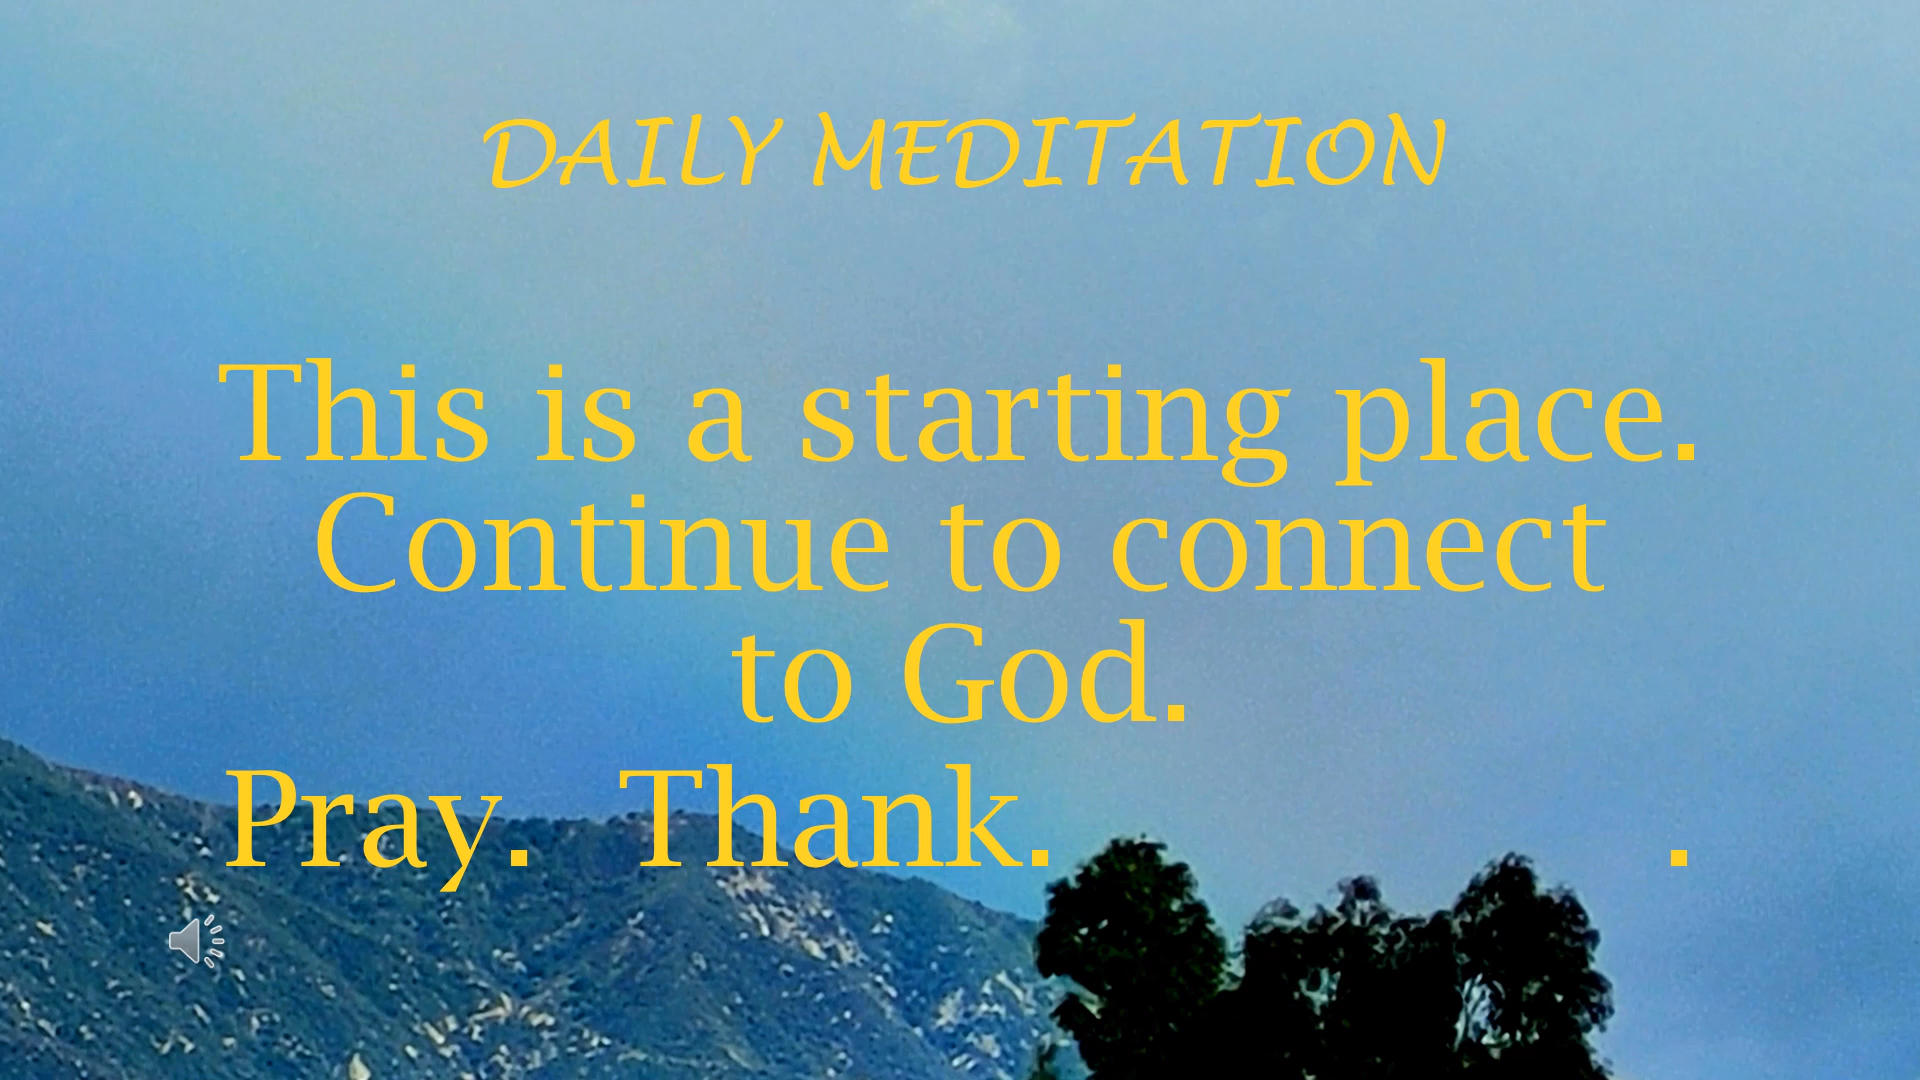 DAILY MEDITATION
This is a starting place.
Continue to connect
to God.
Pray. Thank. .